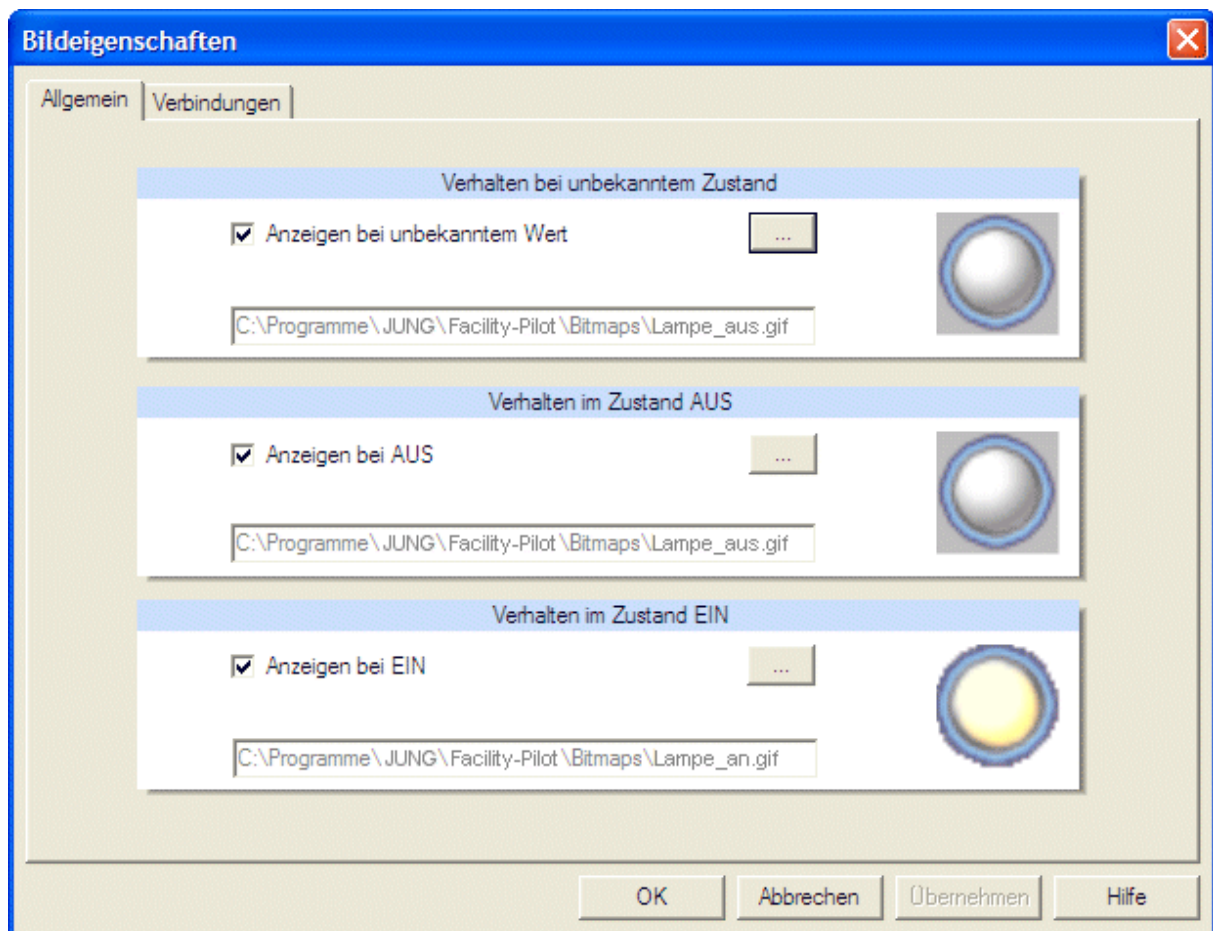 Bildeigenschaften
Allgemein
Verbindungen
Verhalten bei unbekanntem Zustand
Anzeigen bei unbekanntem Wert
...
C:\Programme\JUNG\Facility-Pilot\Bitmaps\Lampe_aus.gif
Verhalten im Zustand AUS
Anzeigen bei AUS
...
C:\Programme\JUNG\Facility-Pilot\Bitmaps\Lampe_aus.gif
Verhalten im Zustand EIN
Anzeigen bei EIN
...
C:\Programme\JUNG\Facility-Pilot\Bitmaps\Lampe_an.gif
OK
Abbrechen
Übernehmen
Hilfe